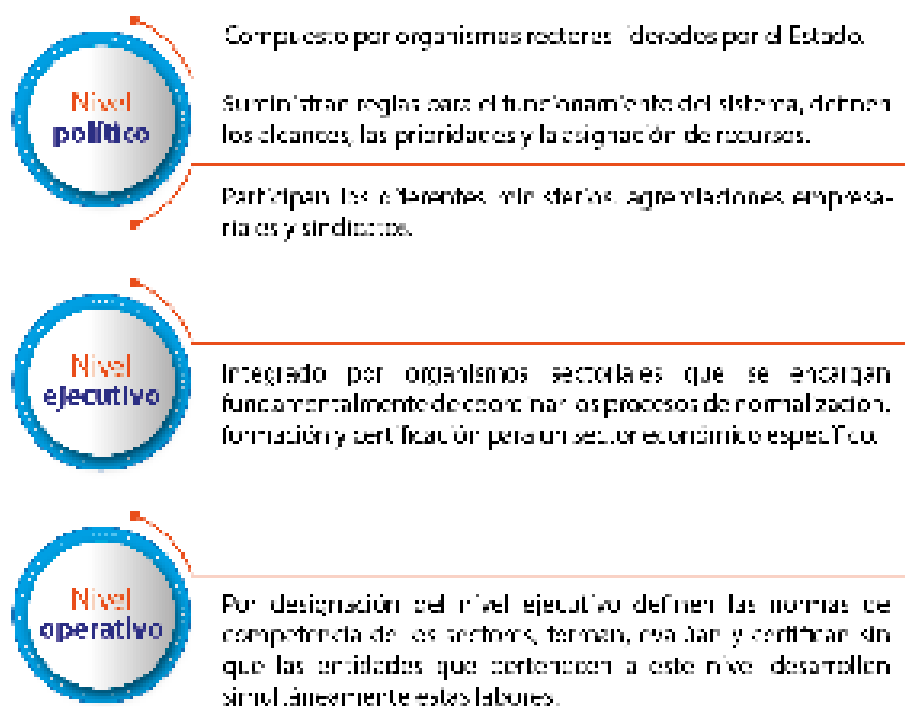 Nivel
político
Compuesto por organismos rectores liderados por el Estado.
Suministran reglas para el funcionamiento del sistema, definen
los alcances, las prioridades y la asignación de recursos.
Participan los diferentes ministerios, agremiaciones empresa-
riales y sindicatos.
Nivel
ejecutivo
Integrado por organismos sectoriales que se encargan
fundamentalmente de coordinar los procesos de normalización,
formación y certificación para un sector económico específico.
Nivel
operativo
Por designación del nivel ejecutivo definen las normas de
competencia de los sectores, forman, evalúan y certifican sin
que las entidades que pertenecen a este nivel desarrollen
simultáneamente estas labores.